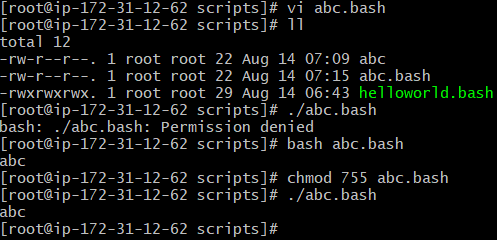 [root@ip-172-31-12-62 scripts]# vi abc.bash
[root@ip-172-31-12-62 scripts]# ll
total 12
-rw-r--r--. 1 root root 22 Aug 14 07:09 abc
-rw-r--r--. 1 root root 22 Aug 14 07:15 abc.bash
-rwxrwxrwx. 1 root root 29 Aug 14 06:43 helloworld.bash
[root@ip-172-31-12-62 scripts]# ./abc.bash
bash: ./abc.bash: Permission denied
[root@ip-172-31-12-62 scripts]# bash abc.bash
abc
[root@ip-172-31-12-62 scripts]# chmod 755 abc.bash
[root@ip-172-31-12-62 scripts]# ./abc.bash
abc
[root@ip-172-31-12-62 scripts]#